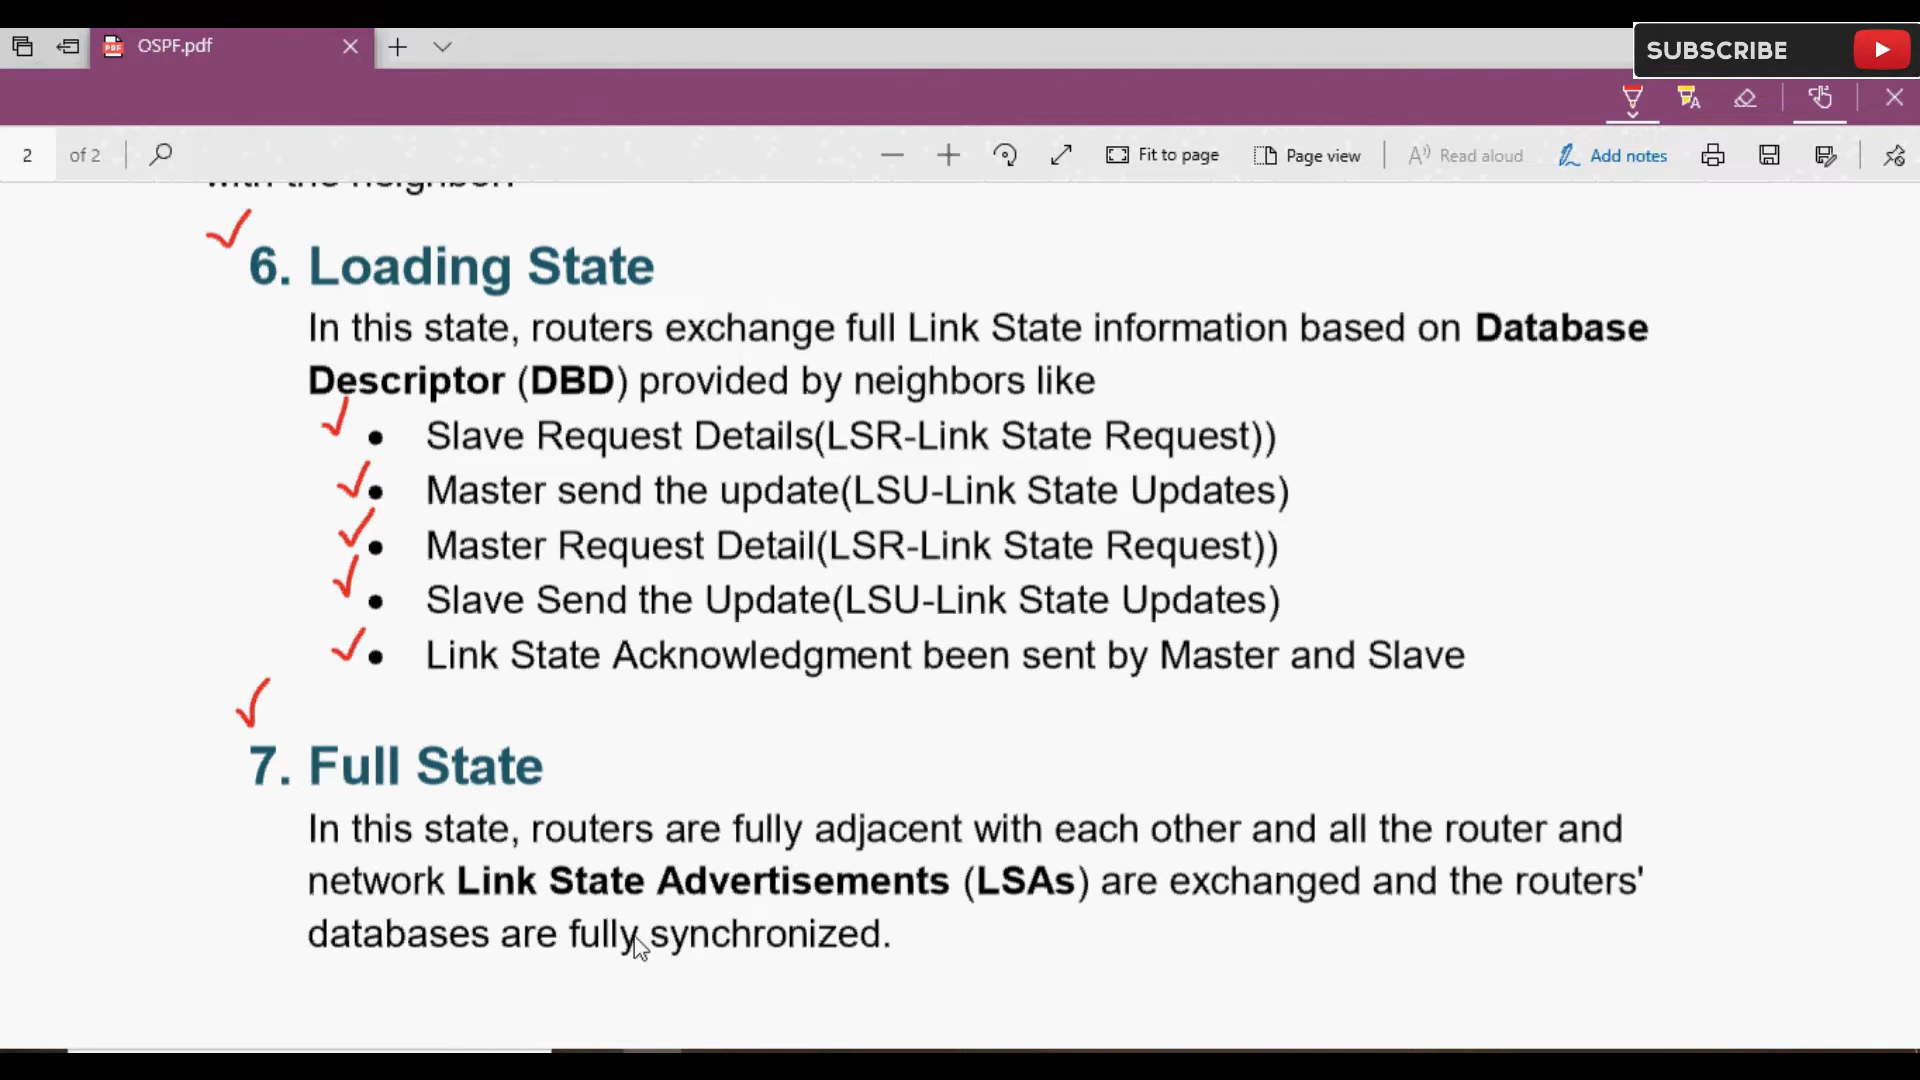 OSPF.pdf
SUBSCRIBE
2 of 2
Fit to page
Page view
A Read aloud
Add notes
with the neighbor.
6. Loading State
In this state, routers exchange full Link State information based on Database
Descriptor (DBD) provided by neighbors like
• Slave Request Details(LSR-Link State Request))
• Master send the update(LSU-Link State Updates)
• Master Request Detail(LSR-Link State Request))
• Slave Send the Update(LSU-Link State Updates)
• Link State Acknowledgment been sent by Master and Slave
7. Full State
In this state, routers are fully adjacent with each other and all the router and
network Link State Advertisements (LSAs) are exchanged and the routers'
databases are fully synchronized.